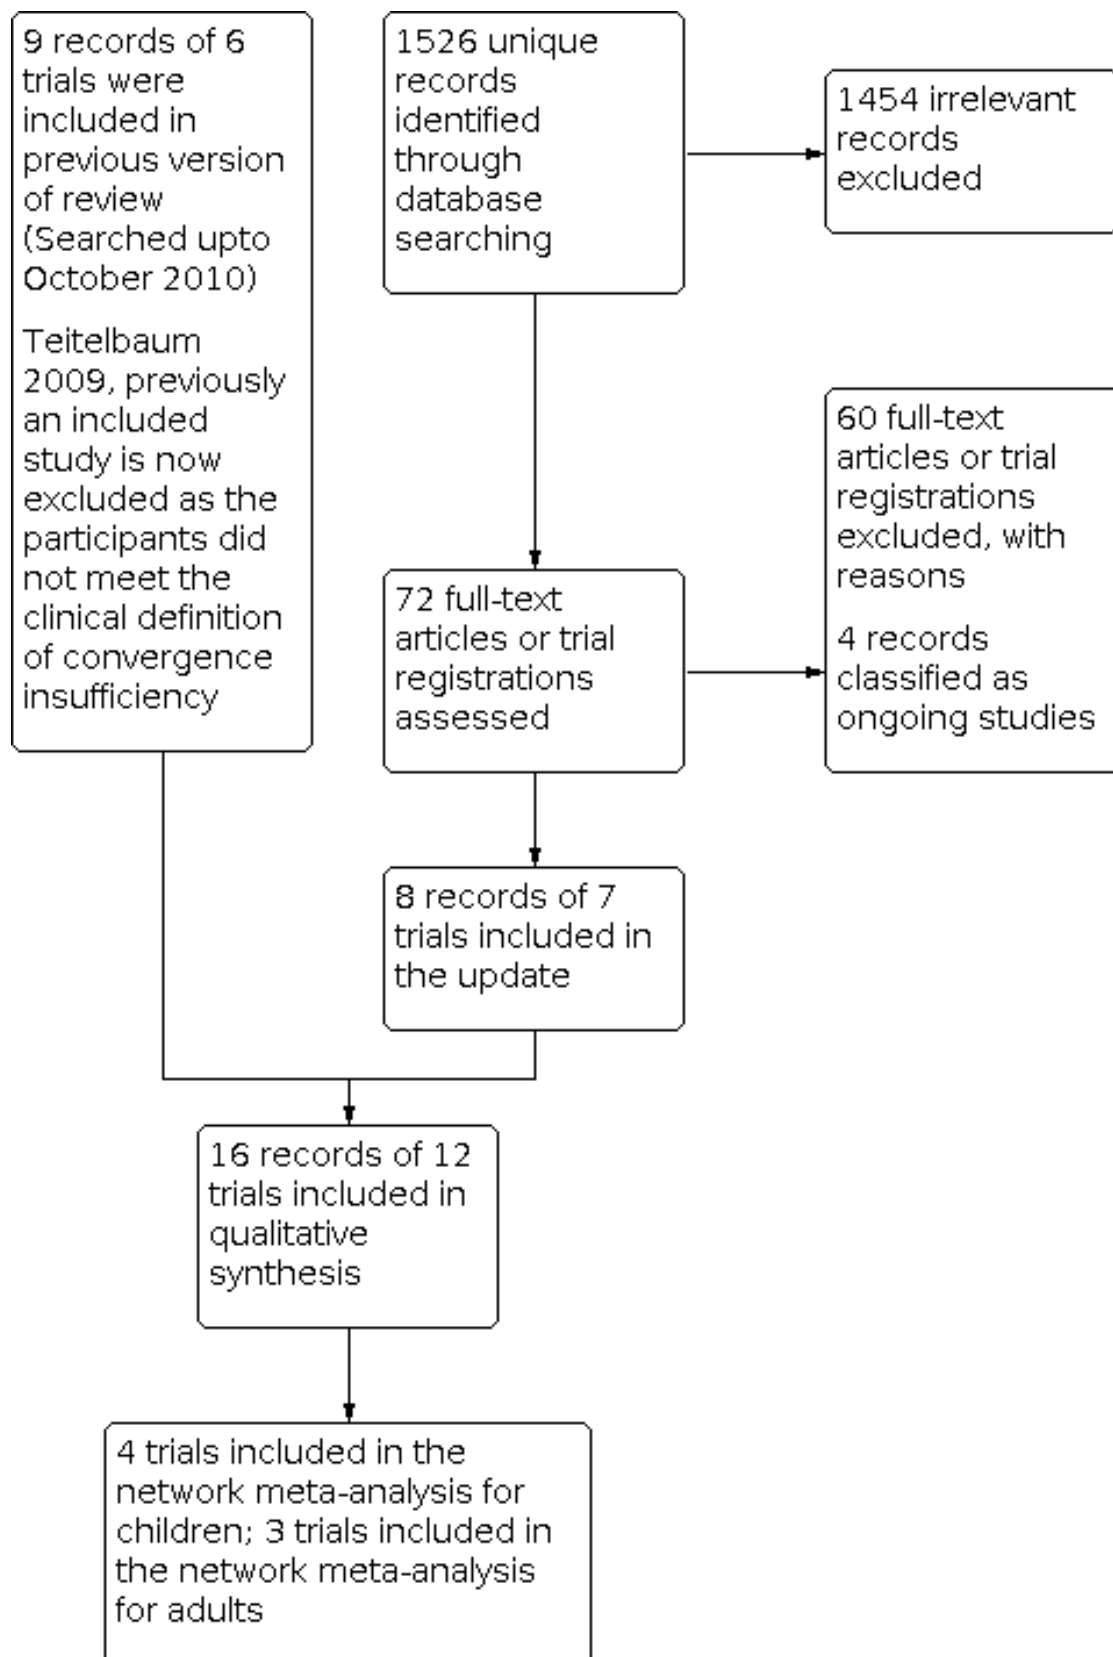 9 records of 6
trials were
included in
previous version
of review
(Searched upto
October 2010)
Teitelbaum
2009, previously
an included
study is now
excluded as the
participants did
not meet the
clinical definition
of convergence
insufficiency
1526 unique
records
identified
through
database
searching
1454 irrelevant
records
excluded
72 full-text
articles or trial
registrations
assessed
60 full-text
articles or trial
registrations
excluded, with
reasons
4 records
classified as
ongoing studies
8 records of 7
trials included in
the update
16 records of 12
trials included in
qualitative
synthesis
4 trials included in the
network meta-analysis for
children; 3 trials included in
the network meta-analysis
for adults